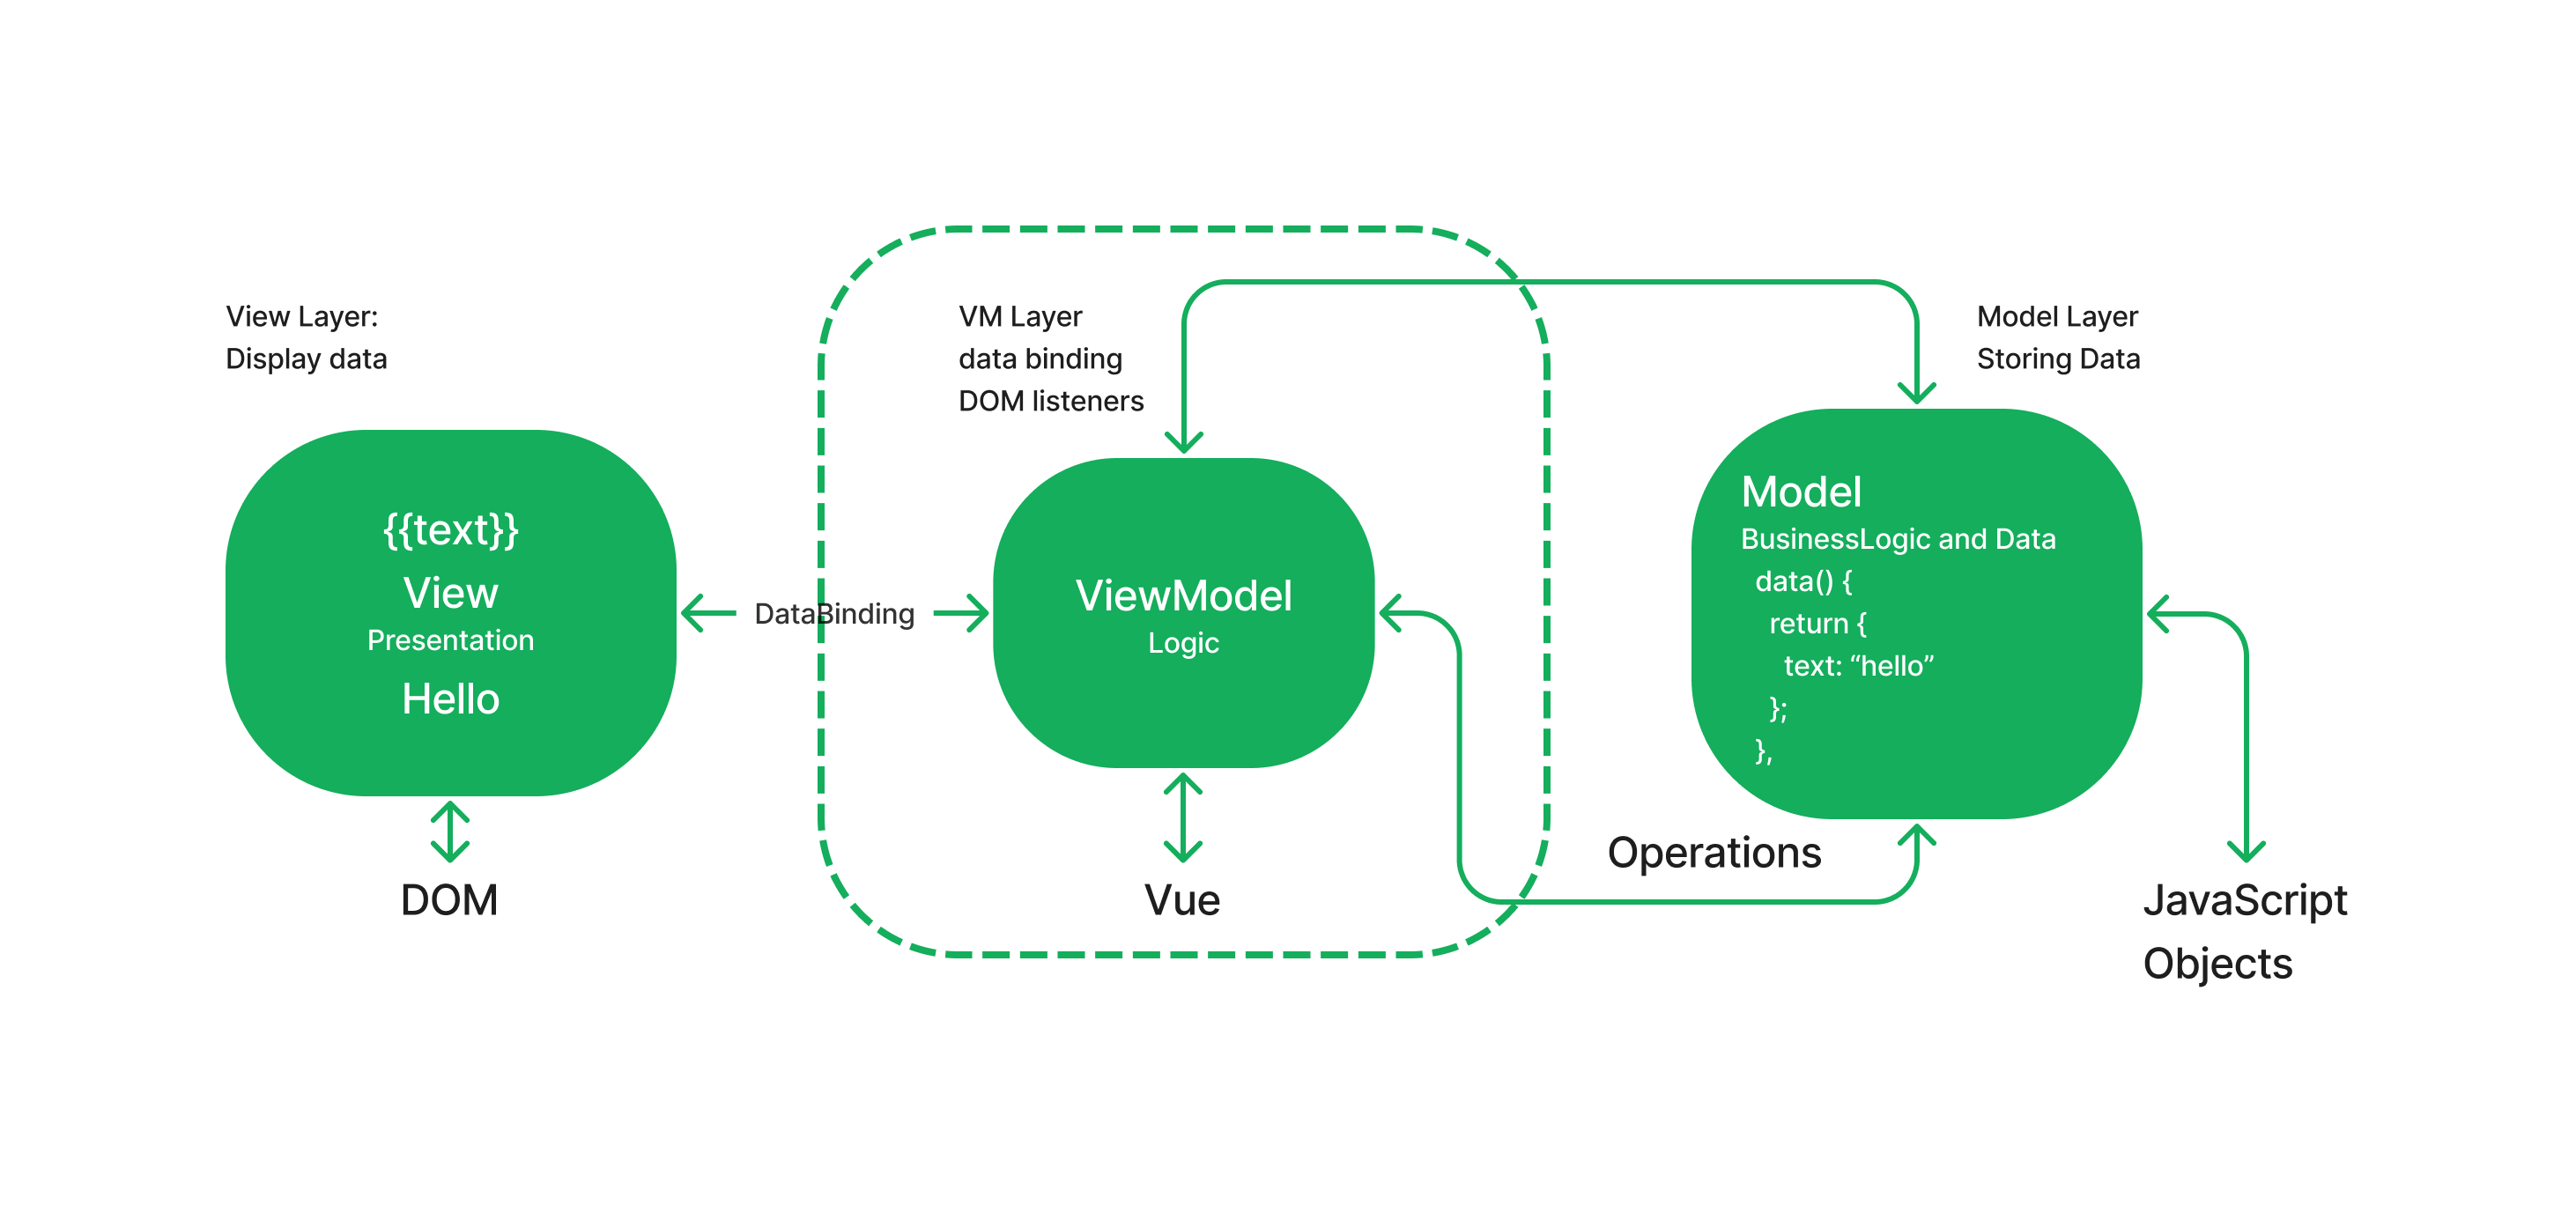 View Layer:
Display data
{{text}}
View
Presentation
Hello
DOM
DataBinding
VM Layer
data binding
DOM listeners
ViewModel
Logic
Vue
Operations
Model Layer
Storing Data
Model
BusinessLogic and Data
data() {
return {
text: “hello”
};
},
JavaScript
Objects